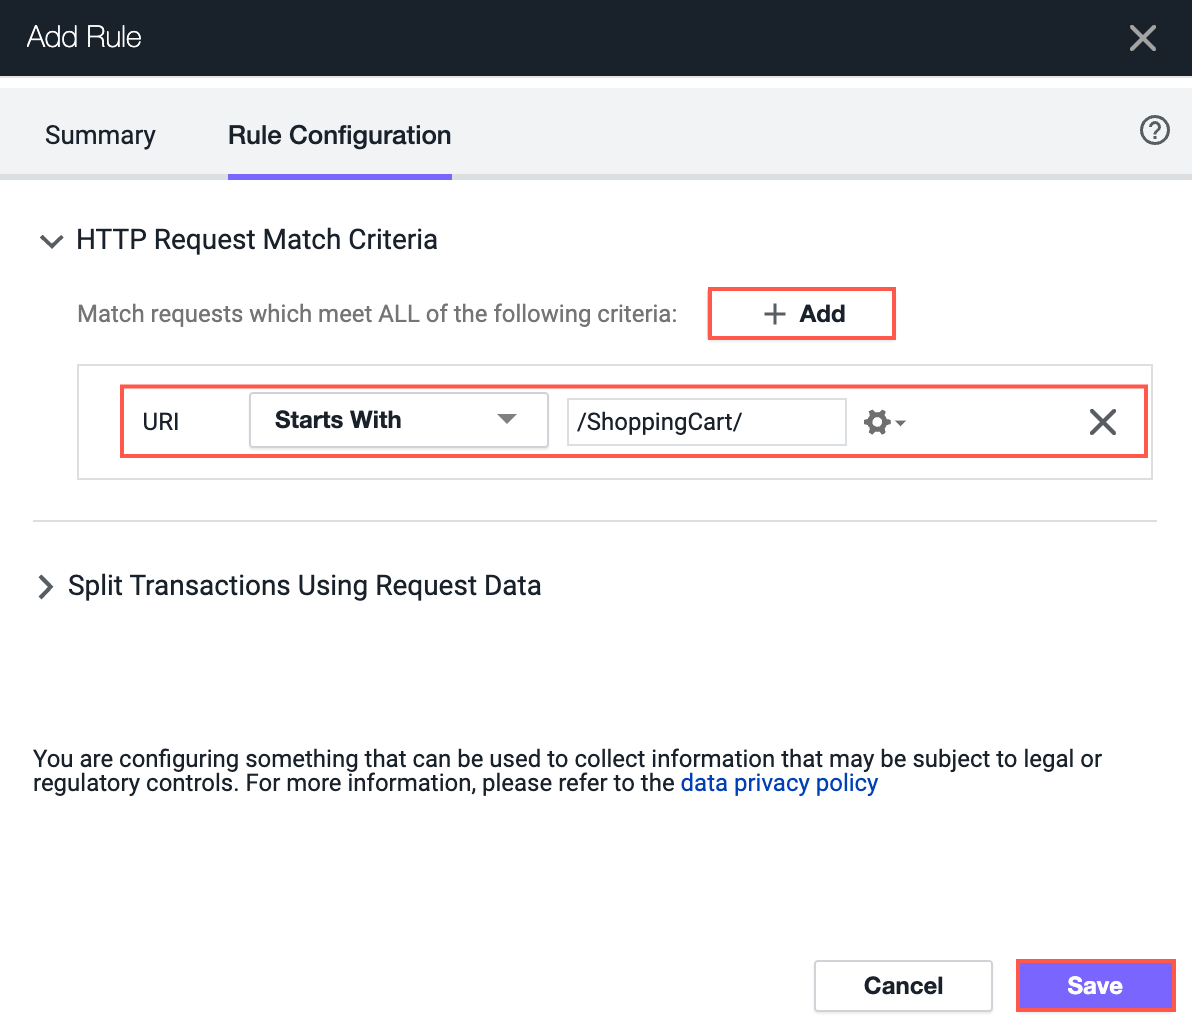 Add Rule
Summary
Rule Configuration
HTTP Request Match Criteria
Match requests which meet ALL of the following criteria:
+ Add
URI
Starts With
/ShoppingCart/
Split Transactions Using Request Data
You are configuring something that can be used to collect information that may be subject to legal or
regulatory controls. For more information, please refer to the data privacy policy
Cancel
Save